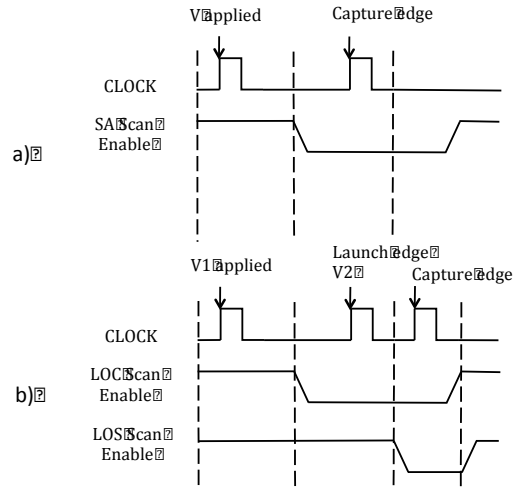 V⍰applied
Capture⍰edge
CLOCK
SA⍰Scan⍰
Enable⍰
a)⍰
V1⍰applied
Launch⍰edge⍰
V2⍰
Capture⍰edge
CLOCK
LOC⍰Scan⍰
Enable⍰
b)⍰
LOS⍰Scan⍰
Enable⍰